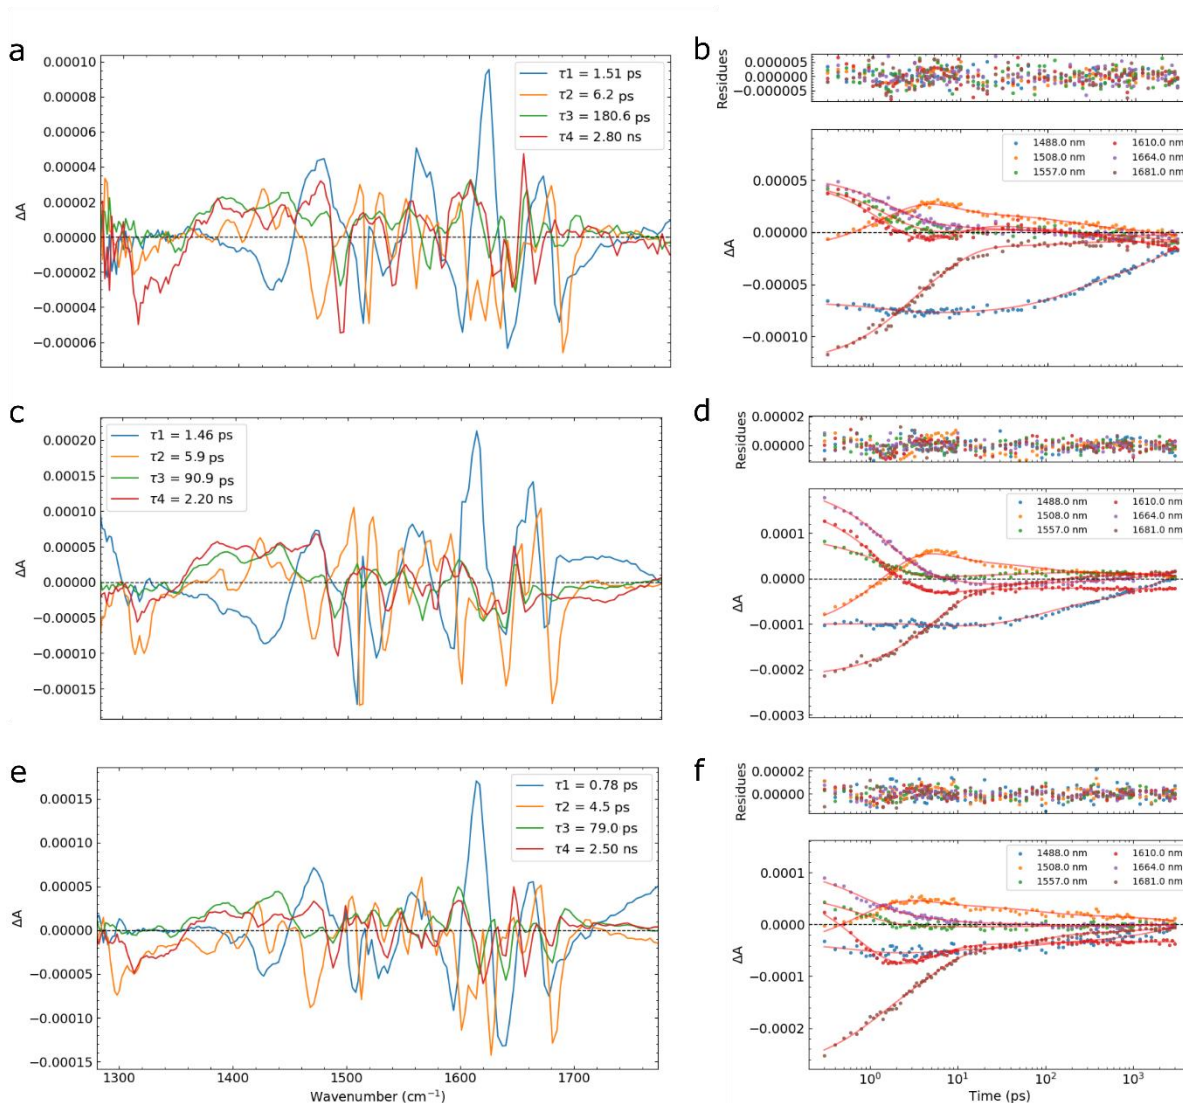 a
0.00010
0.00008
0.00006
0.00004
0.00002
0.00000
−0.00002
−0.00004
−0.00006
ΔA
τ1 = 1.51 ps
τ2 = 6.2 ps
τ3 = 180.6 ps
τ4 = 2.80 ns
b
0.000005
0.000000
−0.000005
Residues
0.00005
0.00000
−0.00005
−0.00010
ΔA
1488.0 nm 1610.0 nm
1508.0 nm 1664.0 nm
1557.0 nm 1681.0 nm
c
0.00020
0.00015
0.00010
0.00005
0.00000
−0.00005
−0.00010
−0.00015
ΔA
τ1 = 1.46 ps
τ2 = 5.9 ps
τ3 = 90.9 ps
τ4 = 2.20 ns
d
0.00002
0.00000
Residues
0.0001
0.0000
−0.0001
−0.0002
−0.0003
ΔA
1488.0 nm 1610.0 nm
1508.0 nm 1664.0 nm
1557.0 nm 1681.0 nm
e
0.00015
0.00010
0.00005
0.00000
−0.00005
−0.00010
−0.00015
ΔA
τ1 = 0.78 ps
τ2 = 4.5 ps
τ3 = 79.0 ps
τ4 = 2.50 ns
1300 1400 1500 1600 1700
Wavenumber (cm⁻¹)
f
0.00002
0.00000
Residues
0.0001
0.0000
−0.0001
−0.0002
ΔA
1488.0 nm 1610.0 nm
1508.0 nm 1664.0 nm
1557.0 nm 1681.0 nm
10⁰ 10¹ 10² 10³
Time (ps)